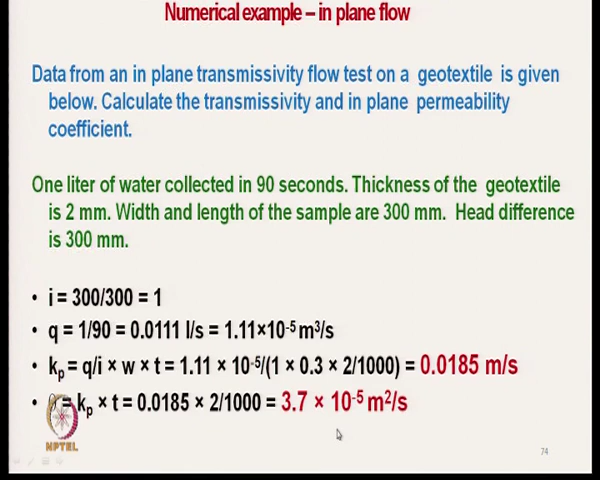 Numerical example – in plane flow
Data from an in plane transmissivity flow test on a geotextile is given
below. Calculate the transmissivity and in plane permeability
coefficient.
One liter of water collected in 90 seconds. Thickness of the geotextile
is 2 mm. Width and length of the sample are 300 mm. Head difference
is 300 mm.
• i = 300/300 = 1
• q = 1/90 = 0.0111 l/s = 1.11×10⁻⁵ m³/s
• kₚ = q/i × w × t = 1.11 × 10⁻⁵/(1 × 0.3 × 2/1000) = 0.0185 m/s
• = kₚ × t = 0.0185 × 2/1000 = 3.7 × 10⁻⁵ m²/s
NPTEL
74